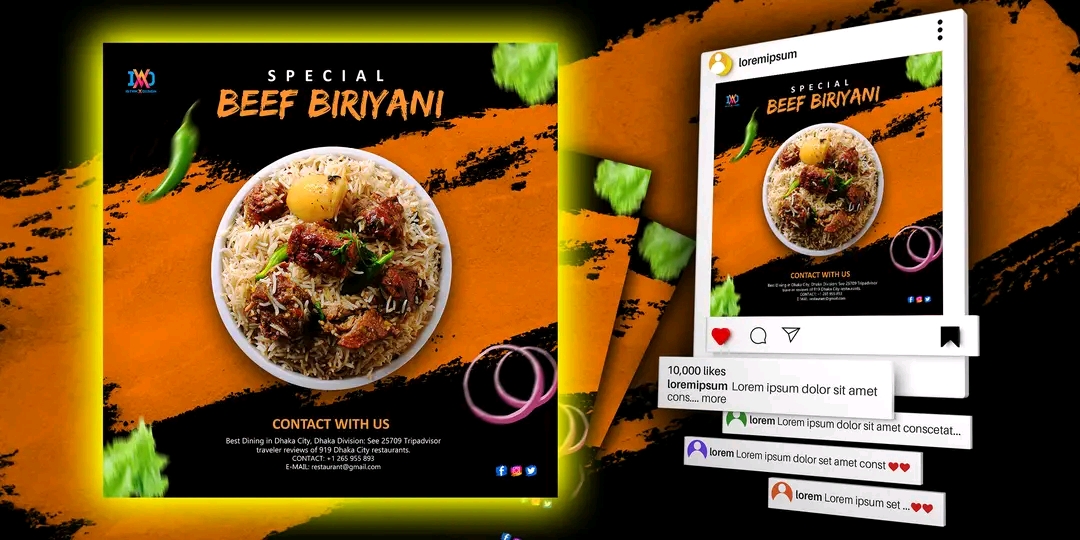 SPECIAL
BEEF BIRIYANI
CONTACT WITH US
Best Dining in Dhaka City, Dhaka Division: See 25709 Tripadvisor
traveler reviews of 919 Dhaka City restaurants.
CONTACT: +1 265 955 893
E-MAIL: restaurant@gmail.com
loremipsum
SPECIAL
BEEF BIRIYANI
CONTACT WITH US
Best Dining in Dhaka City, Dhaka Division: See 25709 Tripadvisor
traveler reviews of 919 Dhaka City restaurants.
CONTACT: +1 265 955 893
E-MAIL: restaurant@gmail.com
10,000 likes
loremipsum Lorem ipsum dolor sit amet
cons.... more
lorem Lorem ipsum dolor sit amet conscetat...
lorem Lorem ipsum dolor set amet const
lorem Lorem ipsum set ...